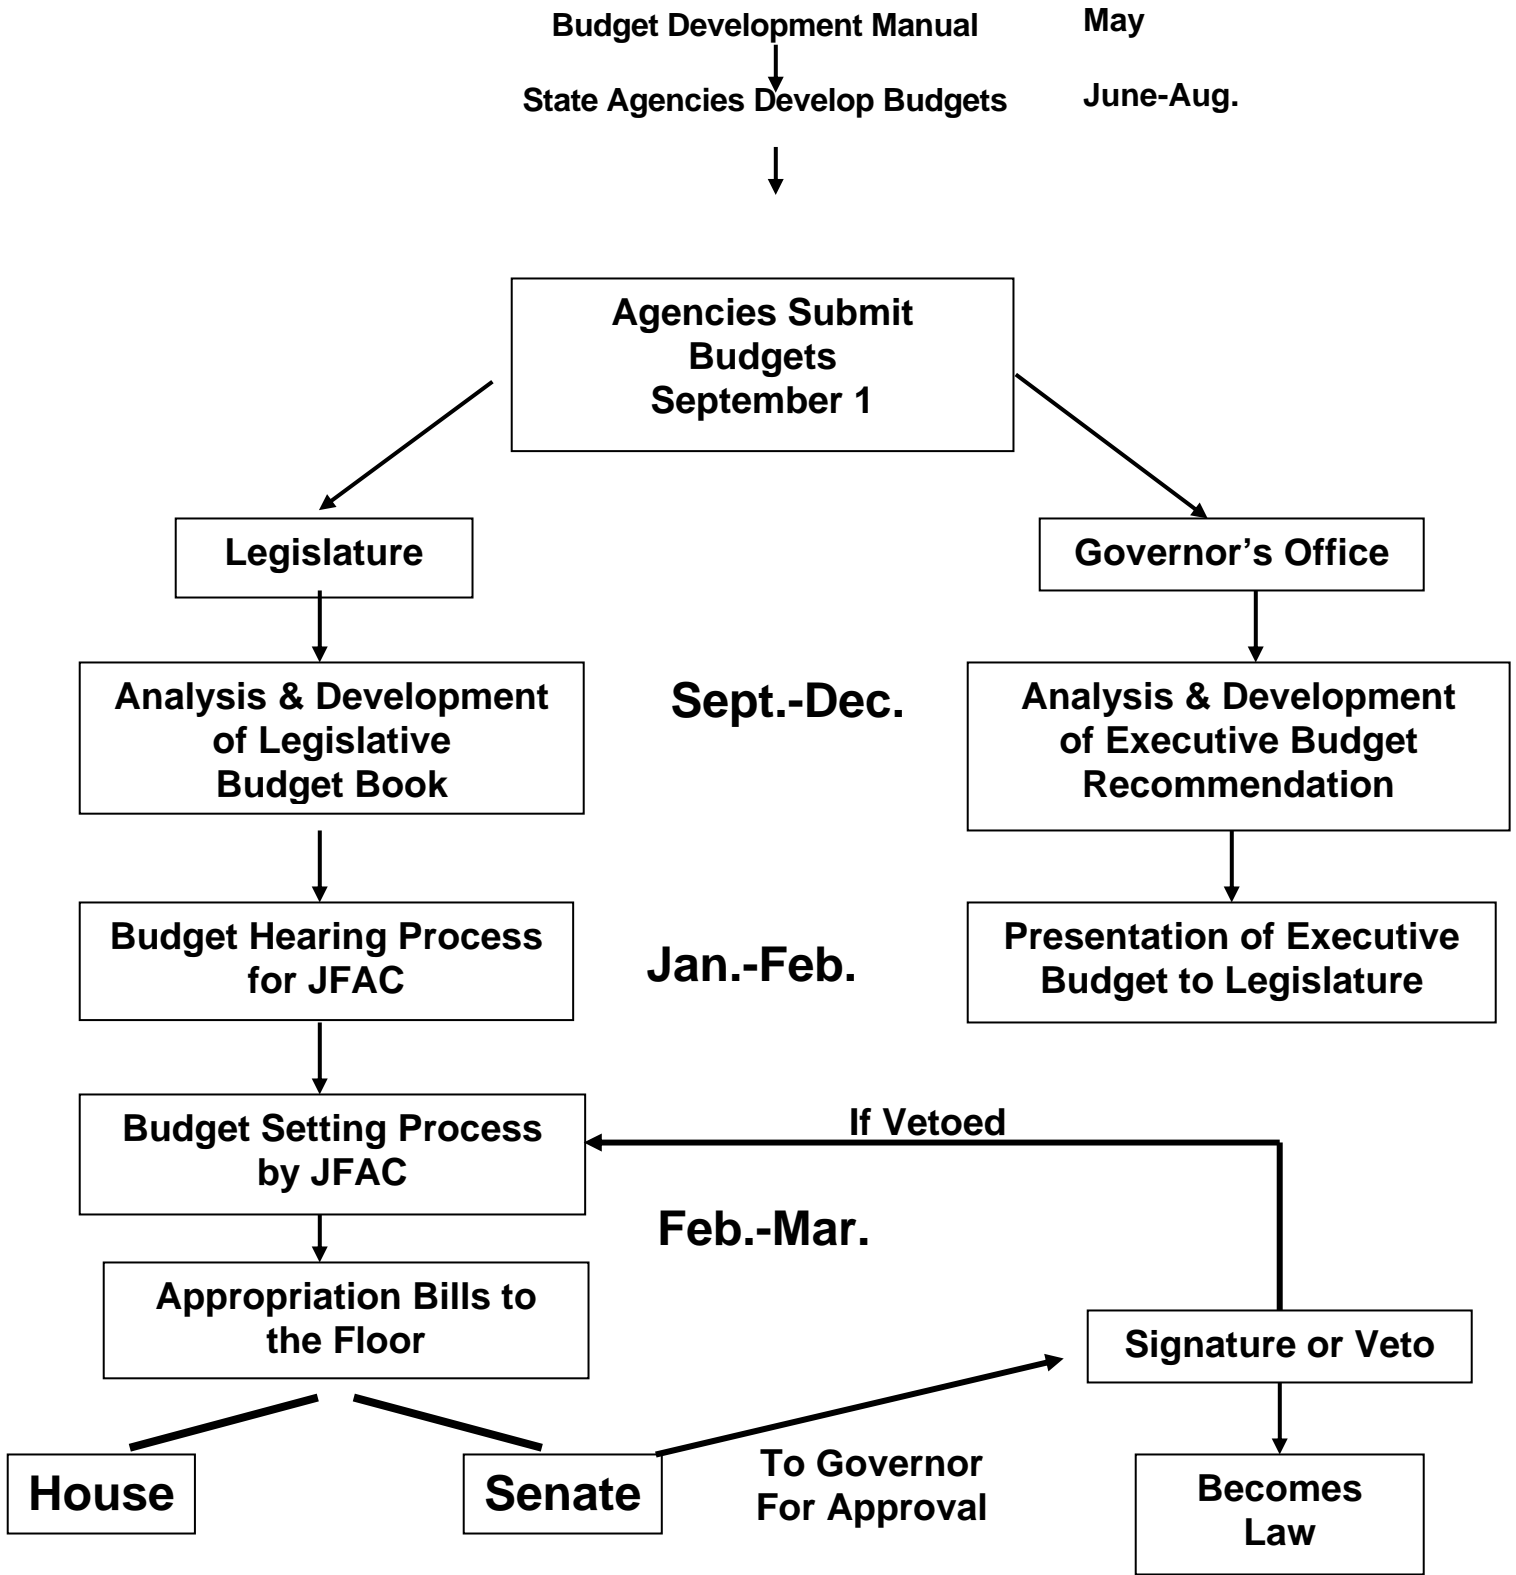 Budget Development Manual
May
State Agencies Develop Budgets
June-Aug.
Agencies Submit
Budgets
September 1
Legislature
Governor’s Office
Analysis & Development
of Legislative
Budget Book
Sept.-Dec.
Analysis & Development
of Executive Budget
Recommendation
Budget Hearing Process
for JFAC
Jan.-Feb.
Presentation of Executive
Budget to Legislature
Budget Setting Process
by JFAC
If Vetoed
Feb.-Mar.
Appropriation Bills to
the Floor
Signature or Veto
House
Senate
To Governor
For Approval
Becomes
Law